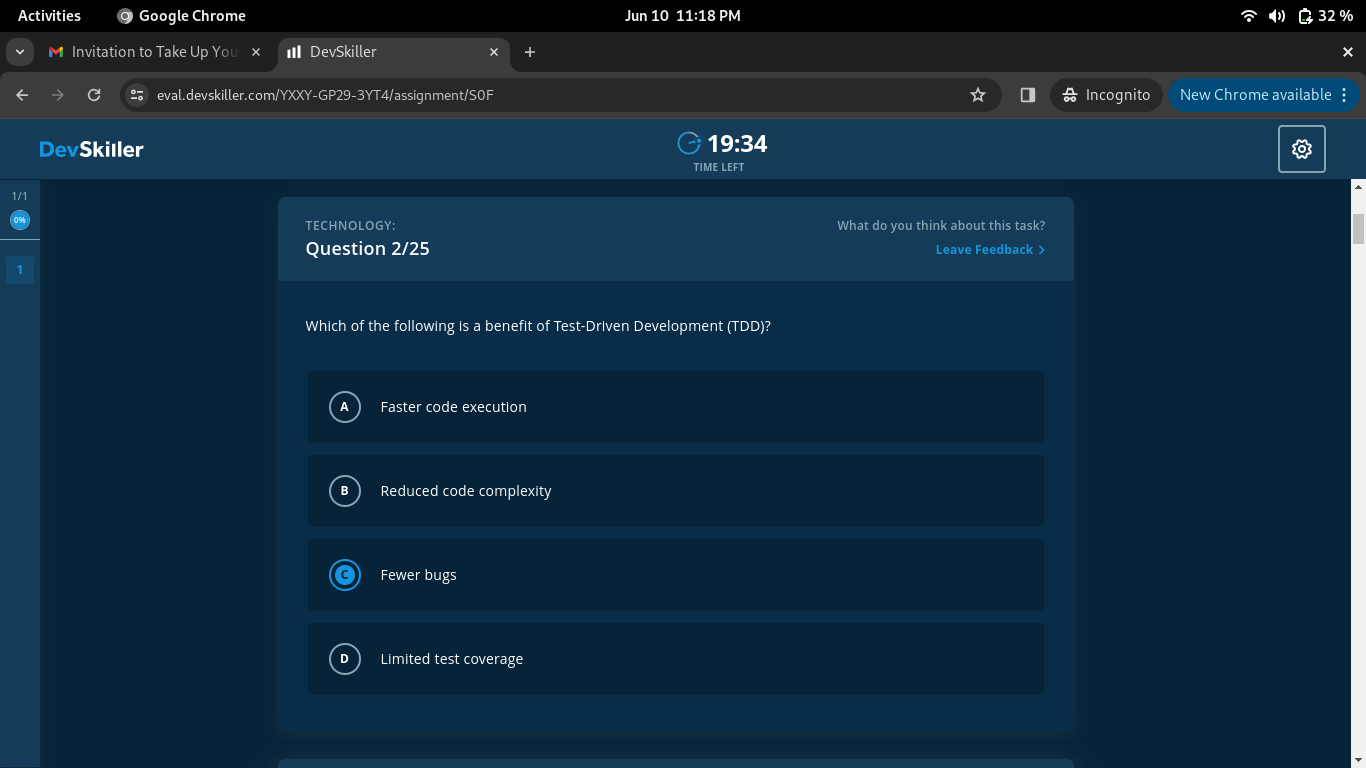 Activities Google Chrome Jun 10 11:18 PM 32 %
Invitation to Take Up You DevSkiller
eval.devskiller.com/YXXY-GP29-3YT4/assignment/S0F Incognito New Chrome available
DevSkiller 19:34
TIME LEFT
1/1
0%
1
TECHNOLOGY: What do you think about this task?
Question 2/25 Leave Feedback
Which of the following is a benefit of Test-Driven Development (TDD)?
A Faster code execution
B Reduced code complexity
C Fewer bugs
D Limited test coverage